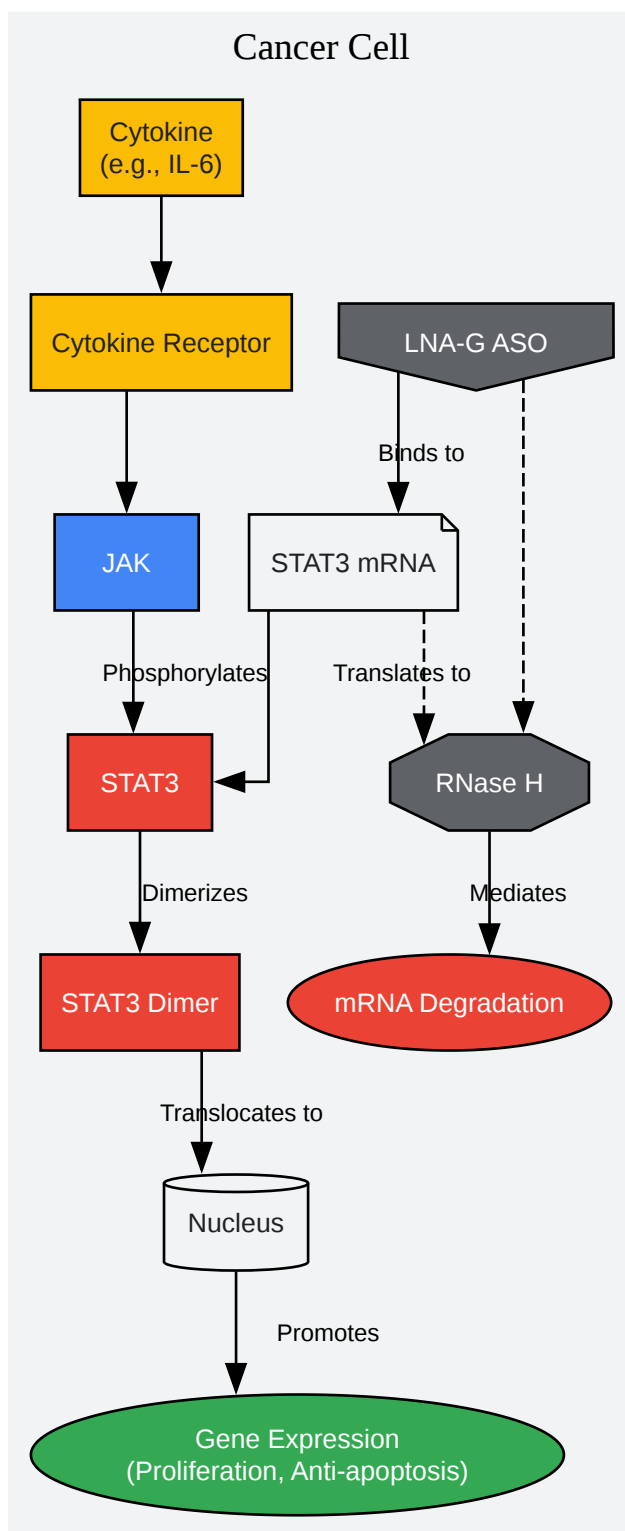 Cancer Cell
Cytokine
(e.g., IL-6)
Cytokine Receptor
LNA-G ASO
Binds to
JAK
STAT3 mRNA
Phosphorylates
Translates to
STAT3
RNase H
Dimerizes
Mediates
STAT3 Dimer
mRNA Degradation
Translocates to
Nucleus
Promotes
Gene Expression
(Proliferation, Anti-apoptosis)